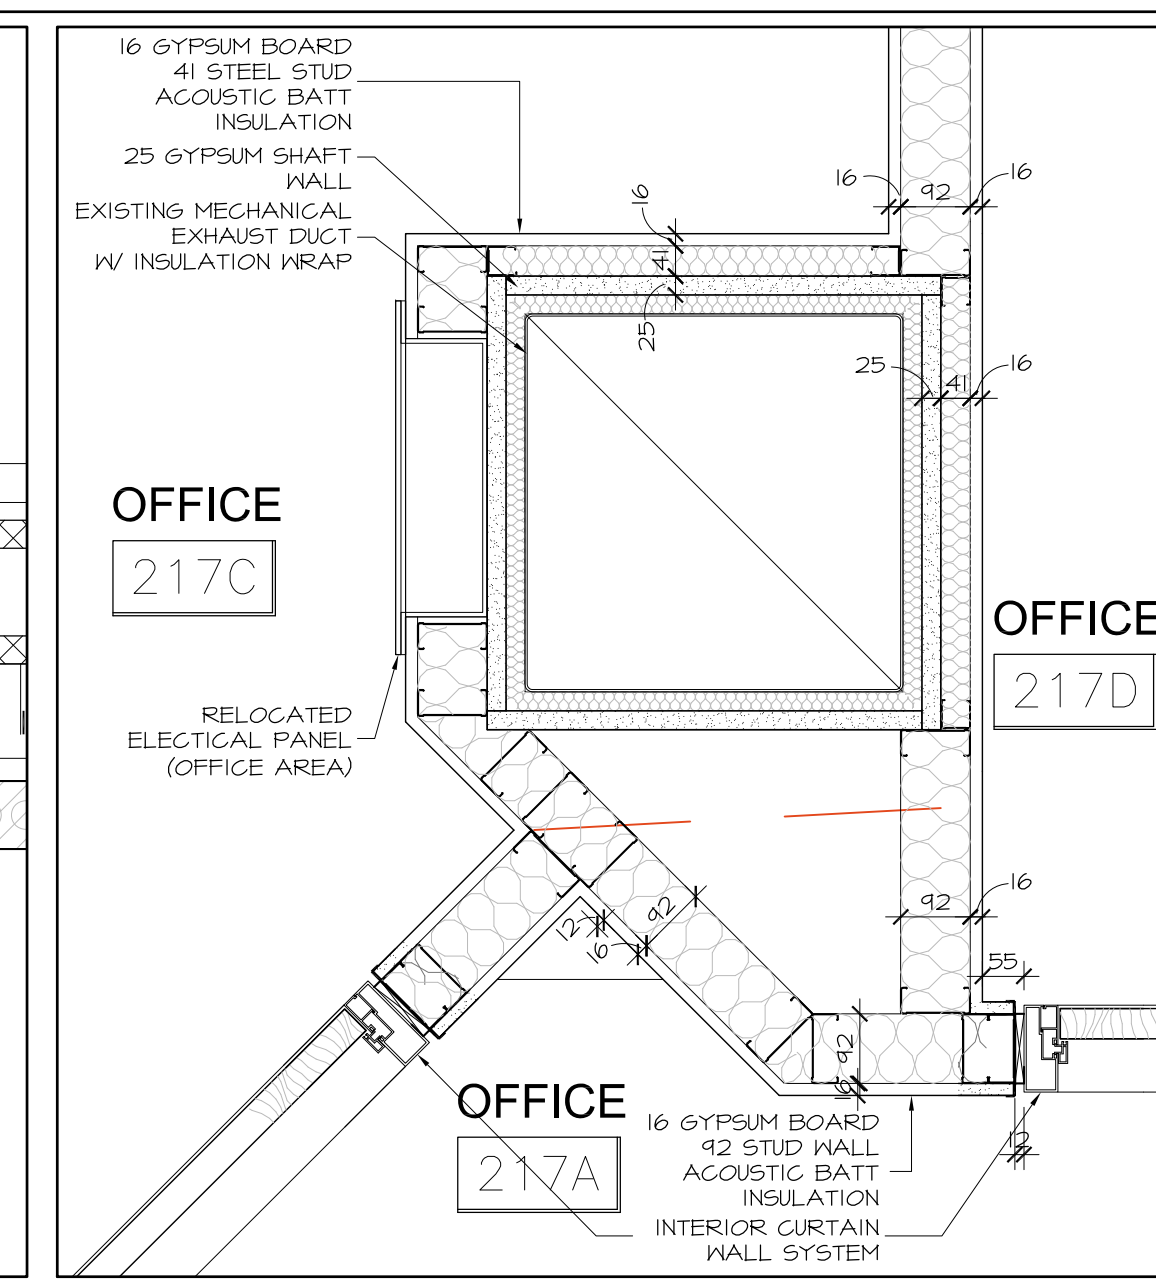 16 GYPSUM BOARD
41 STEEL STUD
ACOUSTIC BATT
INSULATION
25 GYPSUM SHAFT
WALL
EXISTING MECHANICAL
EXHAUST DUCT
W/ INSULATION WRAP
16
41
25
16
92
16
25
41
16
OFFICE
217C
OFFICE
217D
RELOCATED
ELECTICAL PANEL
(OFFICE AREA)
92
12
16
92
16
55
92
16
12
OFFICE
217A
16 GYPSUM BOARD
92 STUD WALL
ACOUSTIC BATT
INSULATION
INTERIOR CURTAIN
WALL SYSTEM